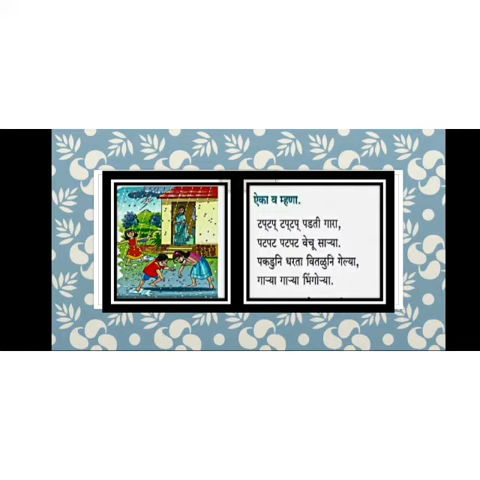 ऐका व म्हणा.
टप्टप् टप्टप् पडती गारा,
पटपट पटपट वेचू साऱ्या.
पकडुनि धरता वितळुनि गेल्या,
गाऱ्या गाऱ्या भिंगोऱ्या.